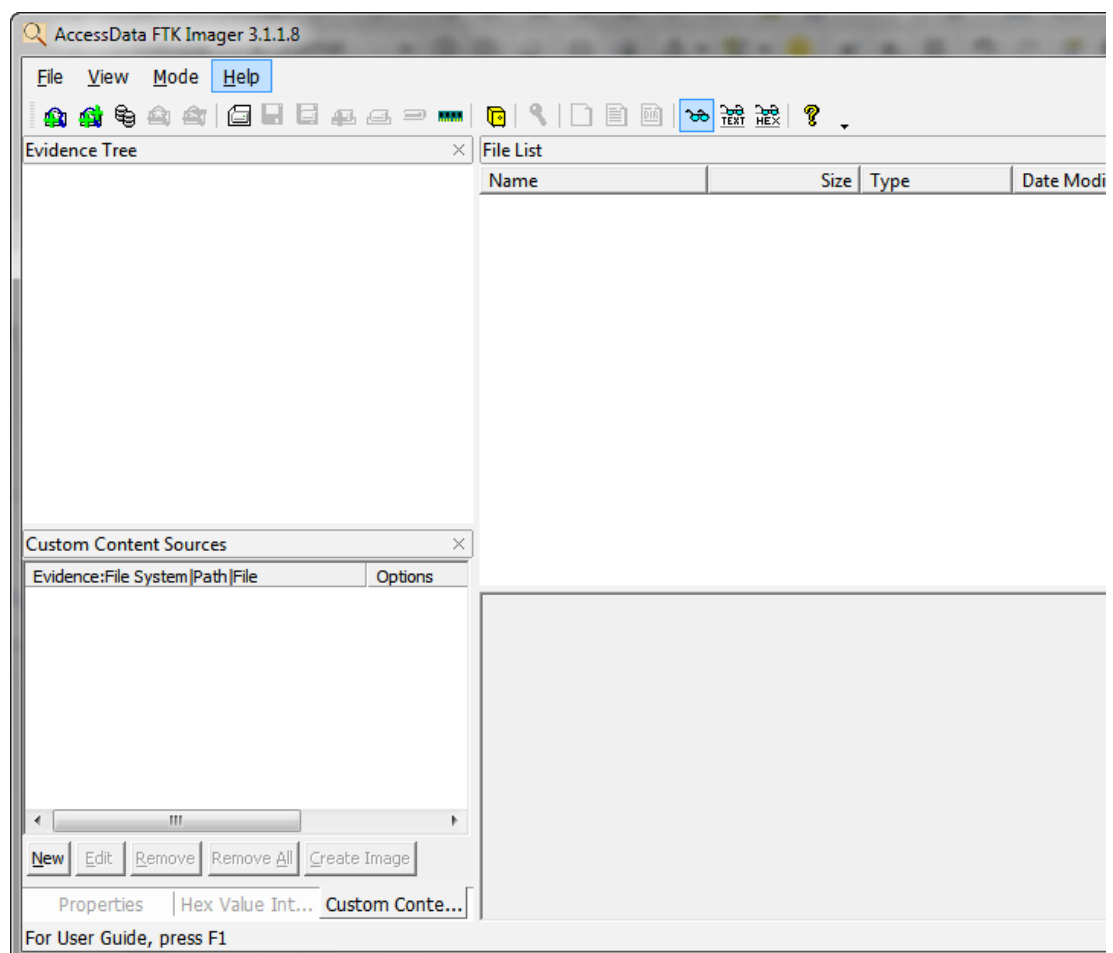 AccessData FTK Imager 3.1.1.8
File View Mode Help
DIR TEXT HEX ?
Evidence Tree
File List
Name Size Type Date Modi
Custom Content Sources
Evidence:File System|Path|File Options
New Edit Remove Remove All Create Image
Properties Hex Value Int... Custom Conte...
For User Guide, press F1